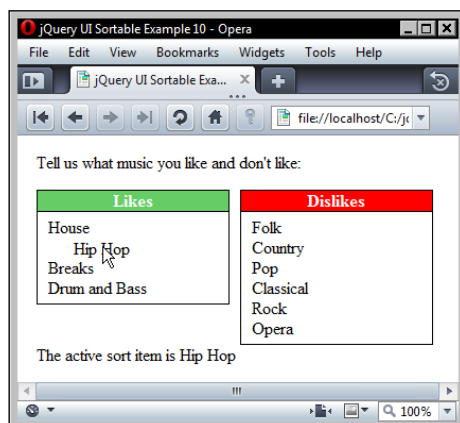 jQuery UI Sortable Example 10 - Opera
File Edit View Bookmarks Widgets Tools Help
jQuery UI Sortable Exa...
file://localhost/C:/jq
Tell us what music you like and don't like:
Likes
House
Hip Hop
Breaks
Drum and Bass
Dislikes
Folk
Country
Pop
Classical
Rock
Opera
The active sort item is Hip Hop
100%